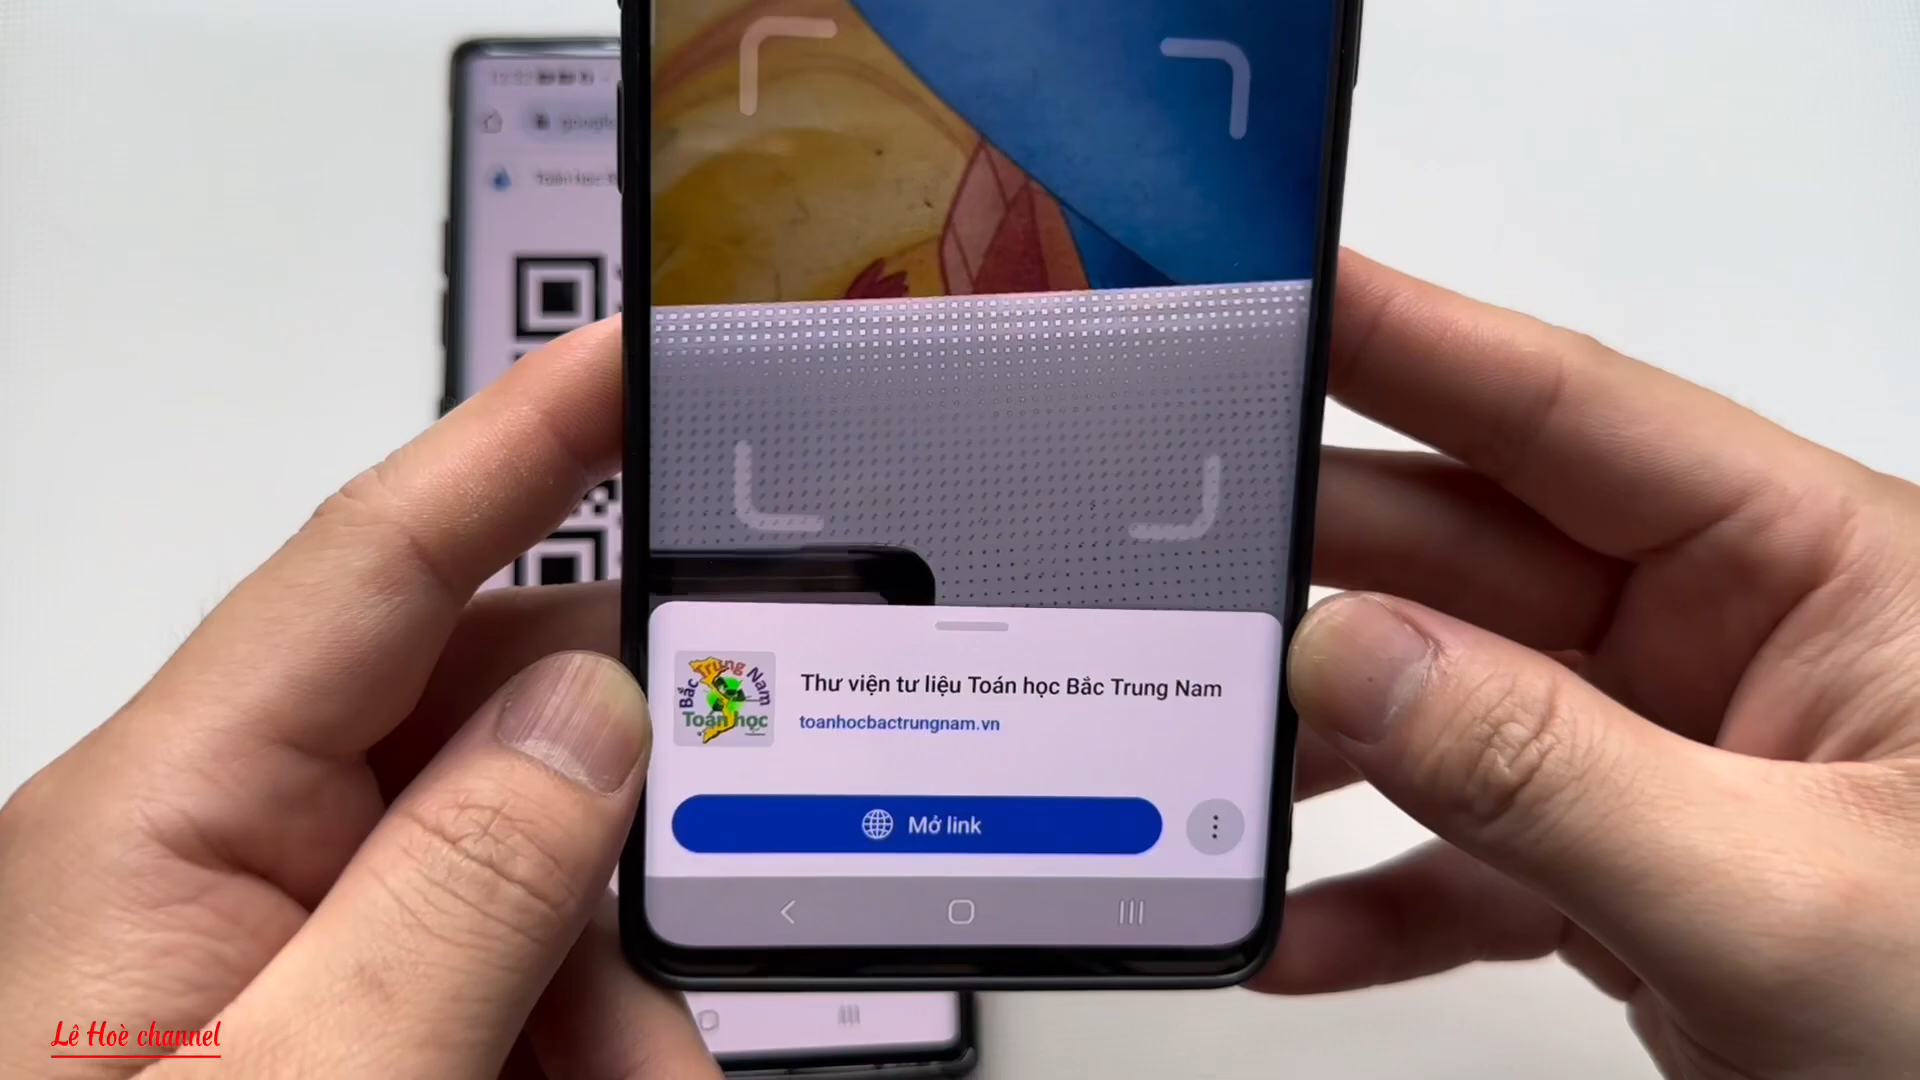 Bắc Trung Nam
Toán học
Thư viện tư liệu Toán học Bắc Trung Nam
toanhocbactrungnam.vn
Mở link
Lê Hoè channel